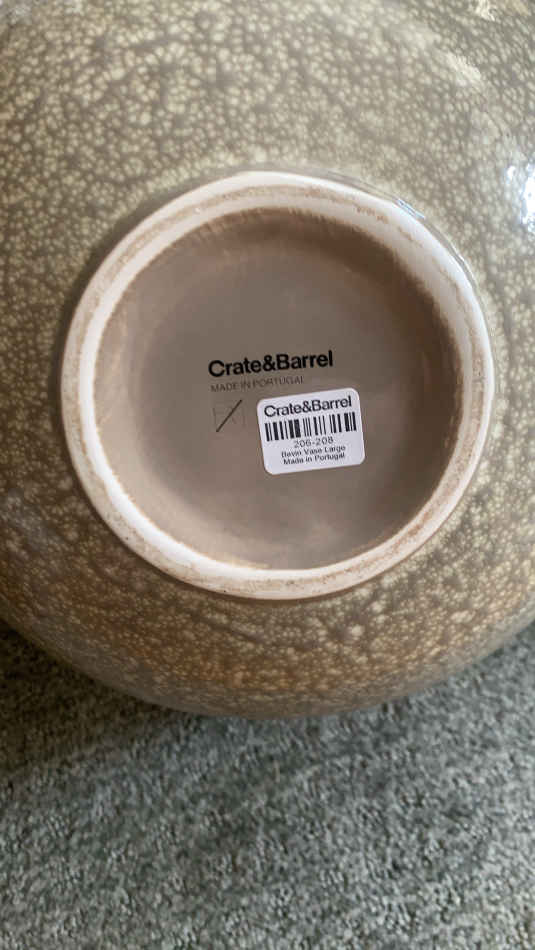 Crate&Barrel
MADE IN PORTUGAL
Crate&Barrel
206-208
Bevin Vase Large
Made in Portugal